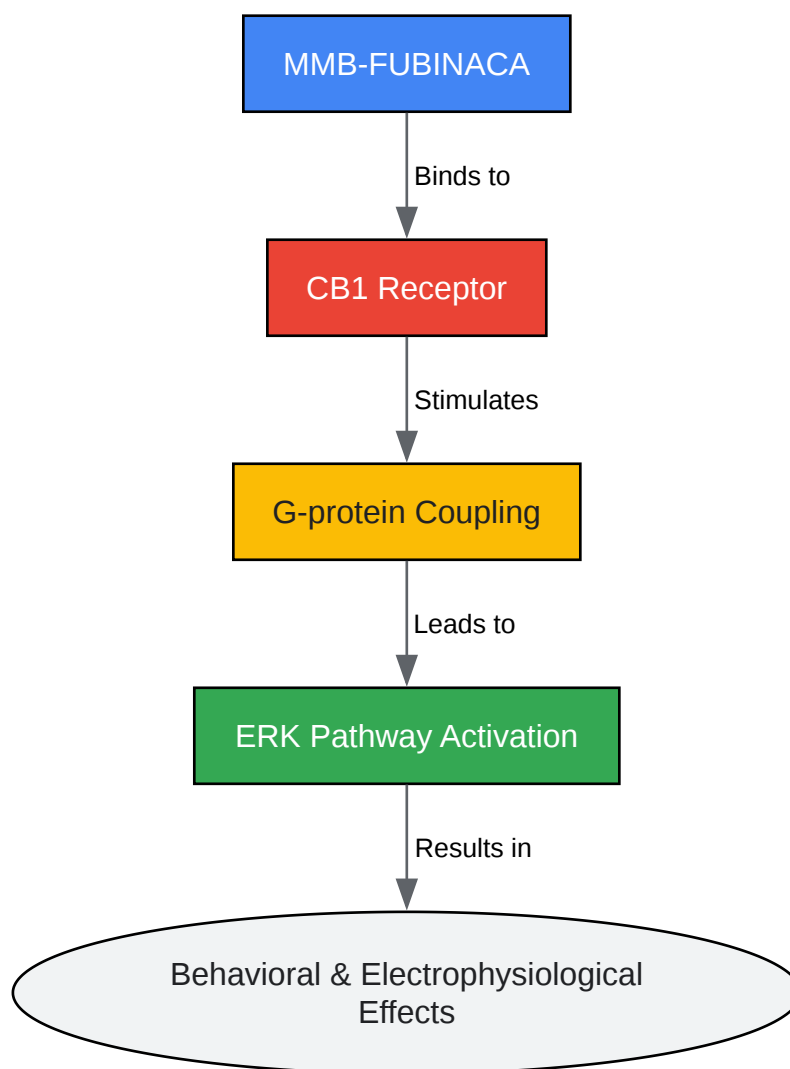 MMB-FUBINACA
Binds to
CB1 Receptor
Stimulates
G-protein Coupling
Leads to
ERK Pathway Activation
Results in
Behavioral & Electrophysiological
Effects